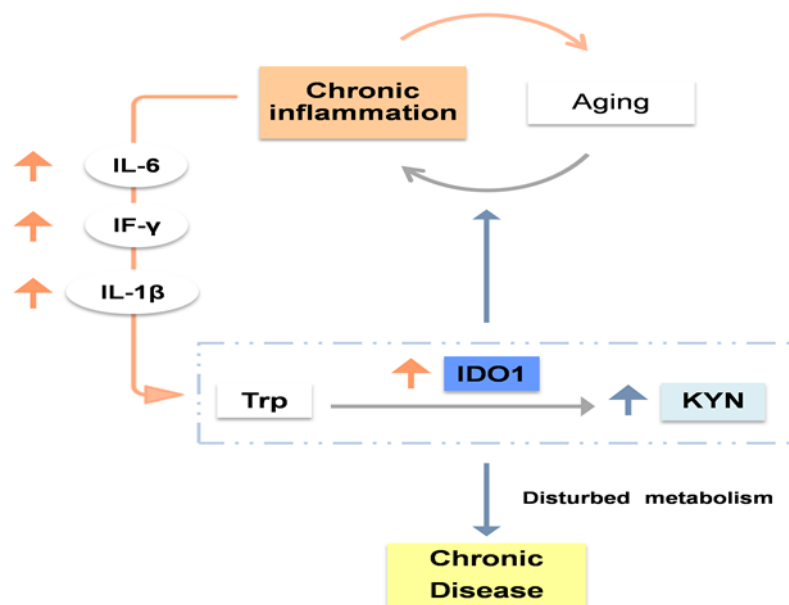 Chronic
inflammation
Aging
IL-6
IF-γ
IL-1β
IDO1
Trp
KYN
Disturbed metabolism
Chronic
Disease